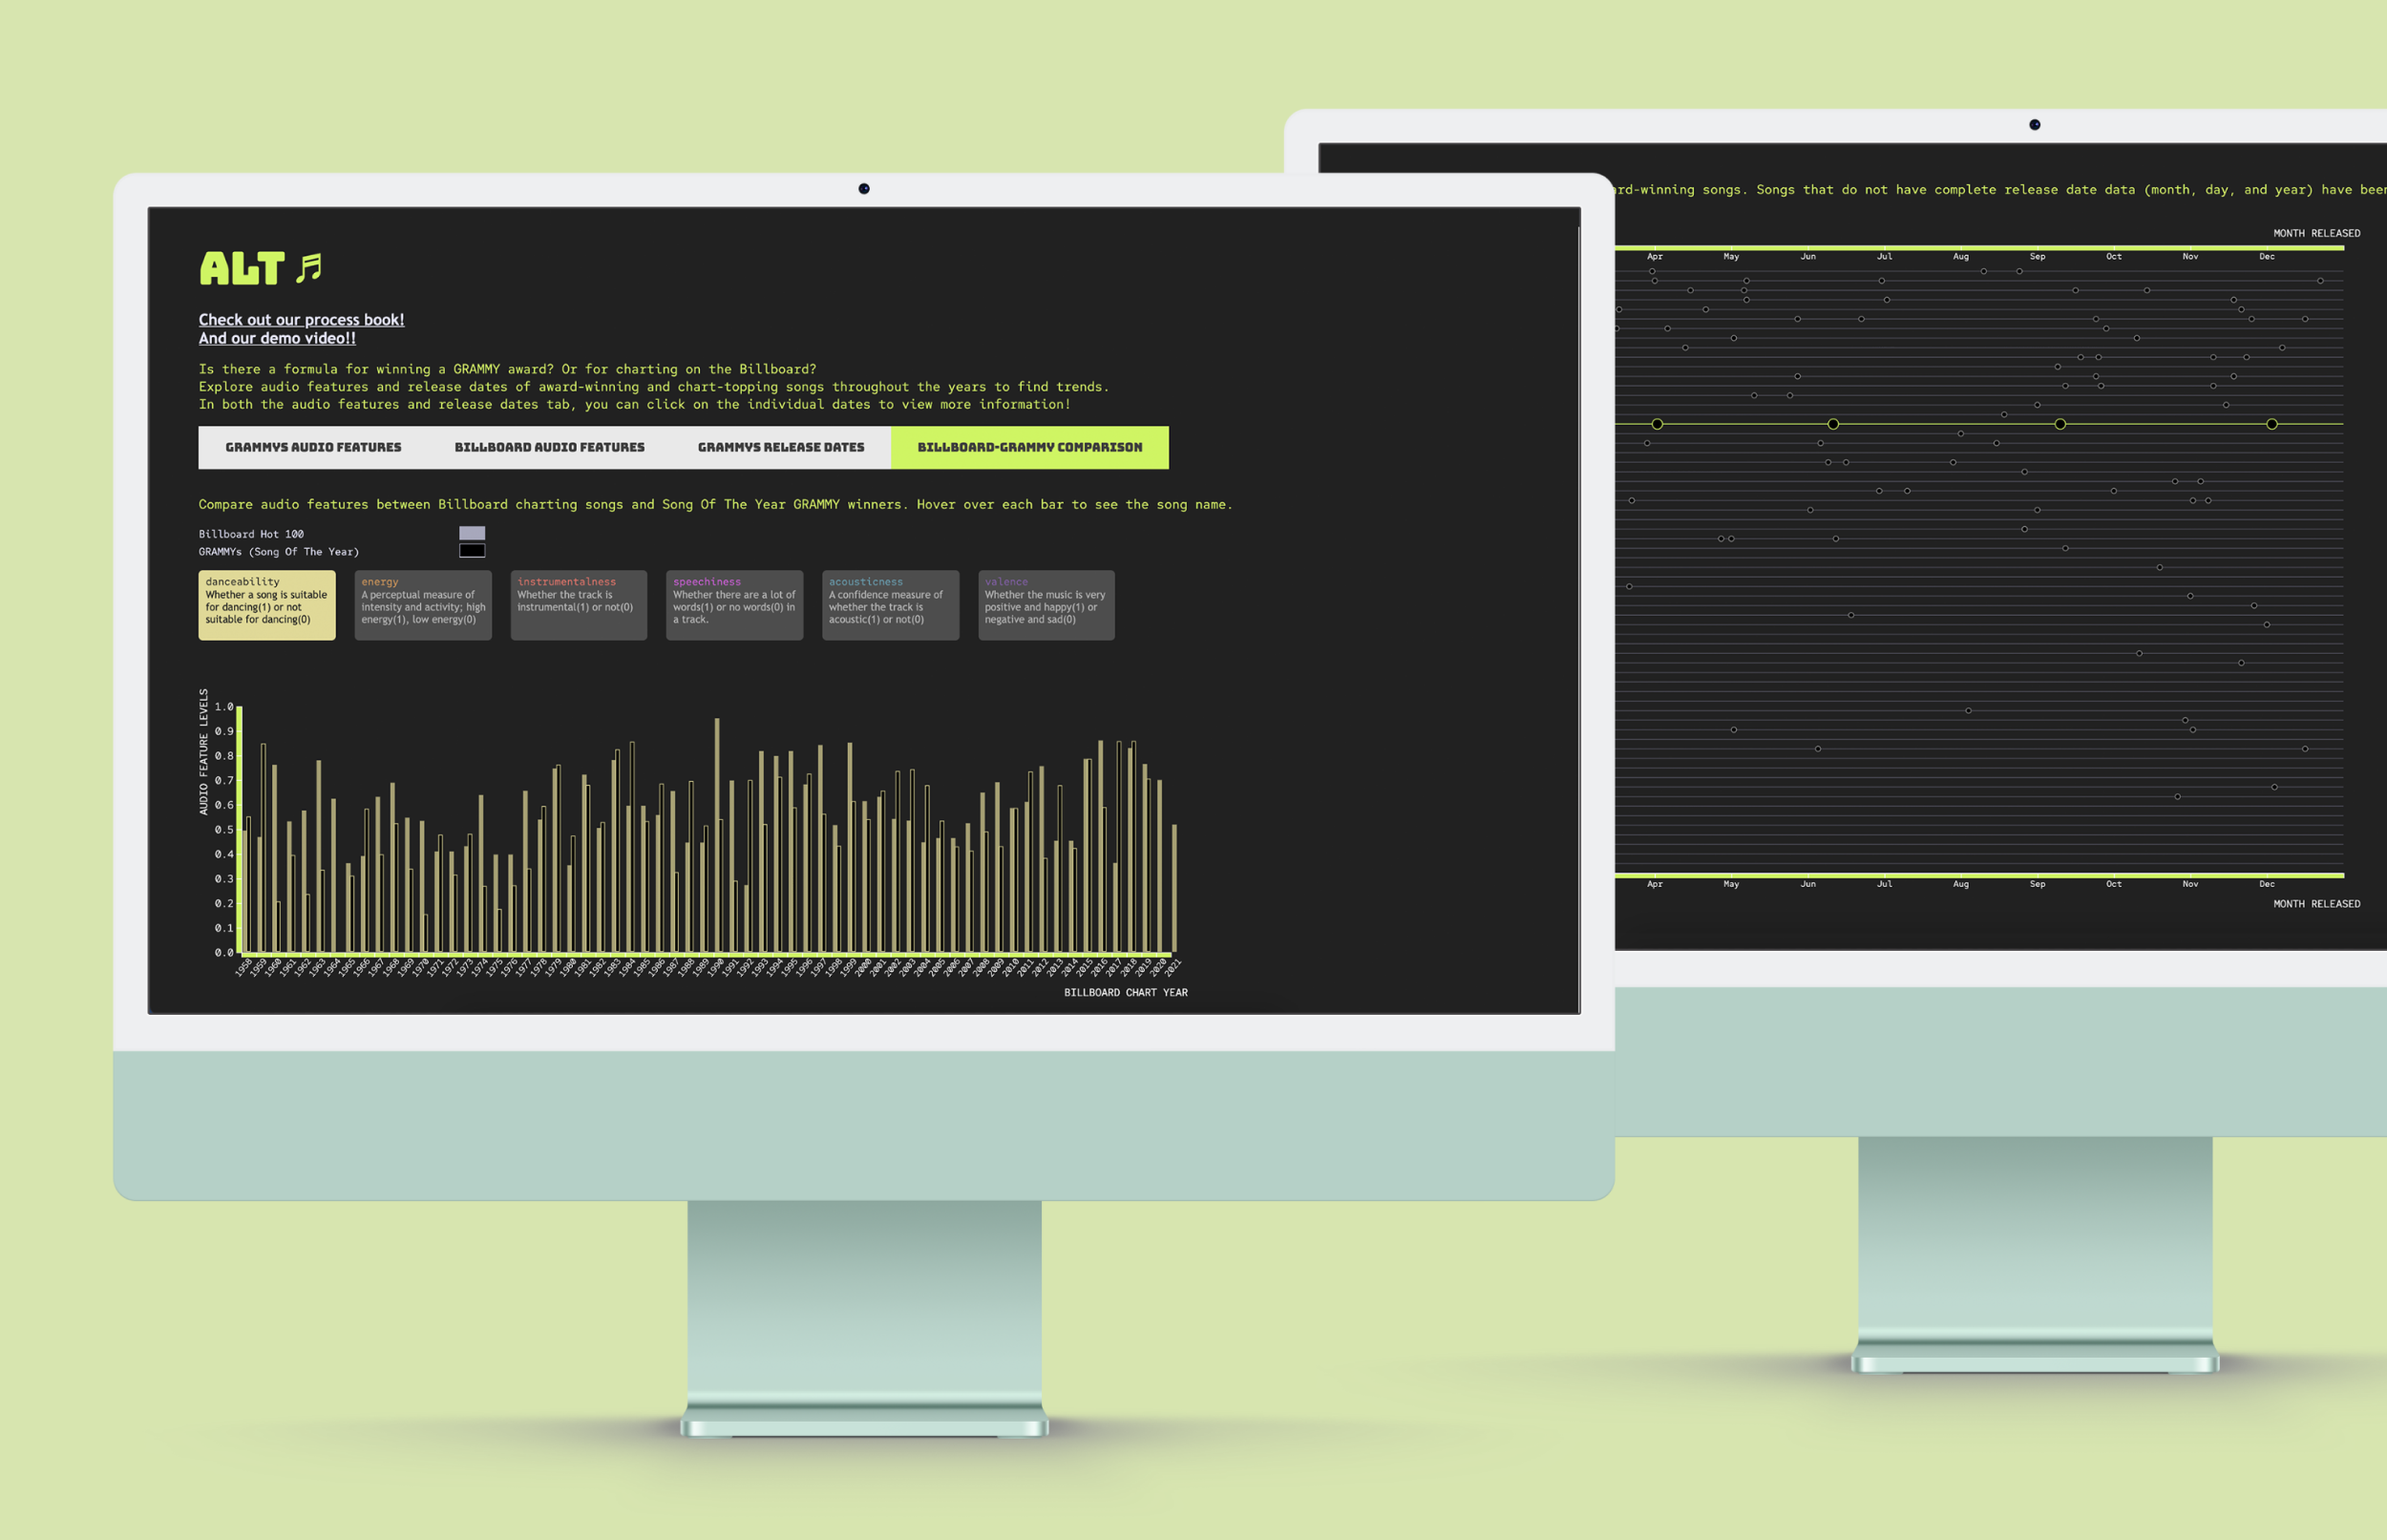 ALT
Check out our process book!
And our demo video!!
Is there a formula for winning a GRAMMY award? Or for charting on the Billboard?
Explore audio features and release dates of award-winning and chart-topping songs throughout the years to find trends.
In both the audio features and release dates tab, you can click on the individual dates to view more information!
GRAMMYS AUDIO FEATURES BILLBOARD AUDIO FEATURES GRAMMYS RELEASE DATES BILLBOARD-GRAMMY COMPARISON
Compare audio features between Billboard charting songs and Song Of The Year GRAMMY winners. Hover over each bar to see the song name.
Billboard Hot 100
GRAMMYs (Song Of The Year)
danceability
Whether a song is suitable
for dancing(1) or not
suitable for dancing(0)
energy
A perceptual measure of
intensity and activity; high
energy(1), low energy(0)
instrumentalness
Whether the track is
instrumental(1) or not(0)
speechiness
Whether there are a lot of
words(1) or no words(0) in
a track.
acousticness
A confidence measure of
whether the track is
acoustic(1) or not(0)
valence
Whether the music is very
positive and happy(1) or
negative and sad(0)
AUDIO FEATURE LEVELS
1.0
0.9
0.8
0.7
0.6
0.5
0.4
0.3
0.2
0.1
0.0
1958 1959 1960 1961 1962 1963 1964 1965 1966 1967 1968 1969 1970 1971 1972 1973 1974 1975 1976 1977 1978 1979 1980 1981 1982 1983 1984 1985 1986 1987 1988 1989 1990 1991 1992 1993 1994 1995 1996 1997 1998 1999 2000 2001 2002 2003 2004 2005 2006 2007 2008 2009 2010 2011 2012 2013 2014 2015 2016 2017 2018 2019 2020 2021
BILLBOARD CHART YEAR
rd-winning songs. Songs that do not have complete release date data (month, day, and year) have been
MONTH RELEASED
Apr May Jun Jul Aug Sep Oct Nov Dec
Apr May Jun Jul Aug Sep Oct Nov Dec
MONTH RELEASED